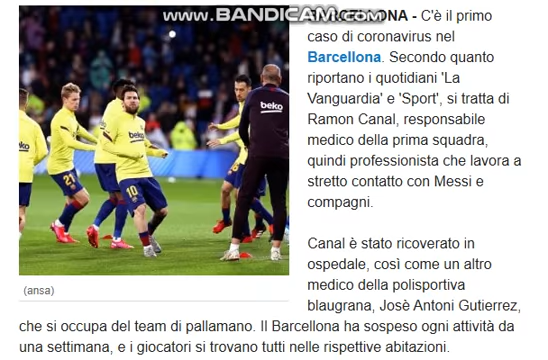 WWW.BANDICAM.COM
BARCELLONA - C'è il primo
caso di coronavirus nel
Barcellona. Secondo quanto
riportano i quotidiani 'La
Vanguardia' e 'Sport', si tratta di
Ramon Canal, responsabile
medico della prima squadra,
quindi professionista che lavora a
stretto contatto con Messi e
compagni.
beko
beko
21
10
(ansa)
Canal è stato ricoverato in
ospedale, così come un altro
medico della polisportiva
blaugrana, Josè Antoni Gutierrez,
che si occupa del team di pallamano. Il Barcellona ha sospeso ogni attività da
una settimana, e i giocatori si trovano tutti nelle rispettive abitazioni.